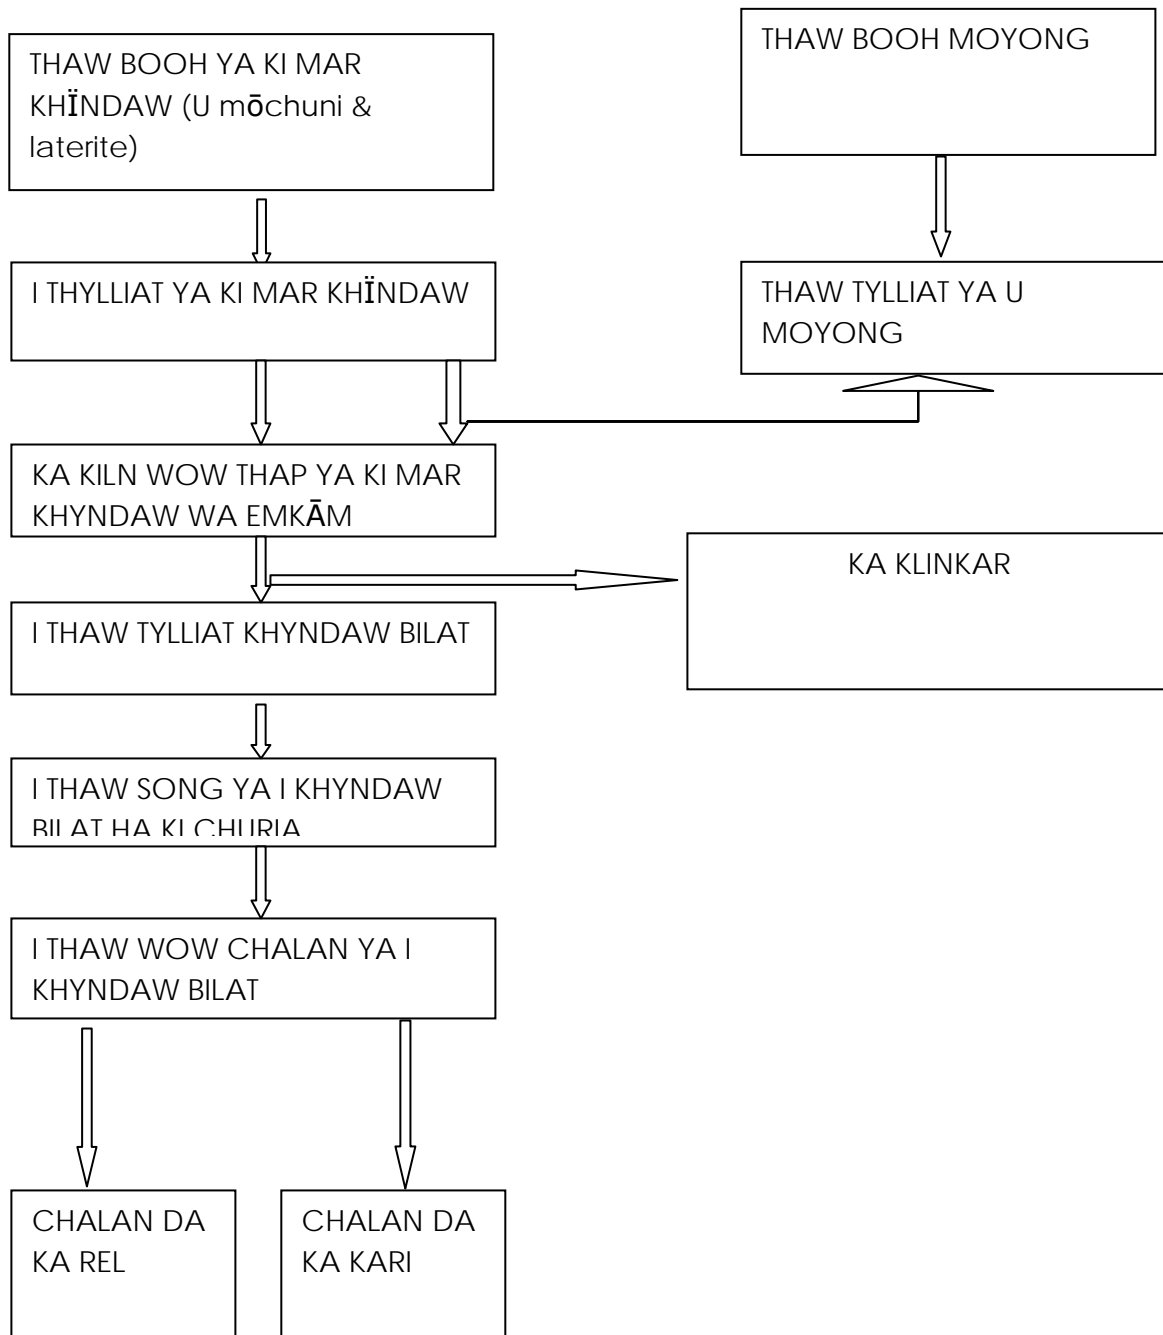 THAW BOOH YA KI MAR
KHÏNDAW (U mōchuni &
laterite)
THAW BOOH MOYONG
I THYLLIAT YA KI MAR KHÏNDAW
THAW TYLLIAT YA U
MOYONG
KA KILN WOW THAP YA KI MAR
KHYNDAW WA EMKĀM
KA KLINKAR
I THAW TYLLIAT KHYNDAW BILAT
I THAW SONG YA I KHYNDAW
BILAT HA KI CHURIA
I THAW WOW CHALAN YA I
KHYNDAW BILAT
CHALAN DA
KA REL
CHALAN DA
KA KARI